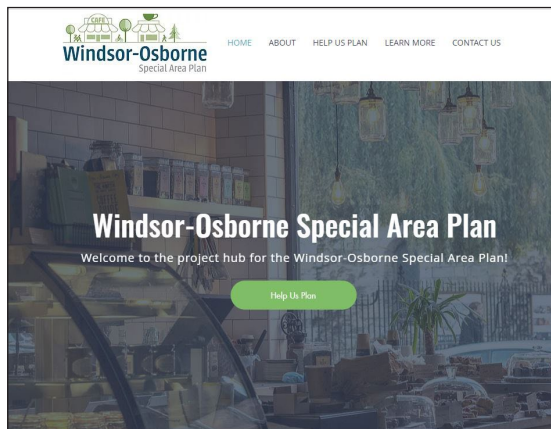 CAFE
Windsor-Osborne
Special Area Plan
HOME ABOUT HELP US PLAN LEARN MORE CONTACT US
Windsor-Osborne Special Area Plan
Welcome to the project hub for the Windsor-Osborne Special Area Plan!
Help Us Plan